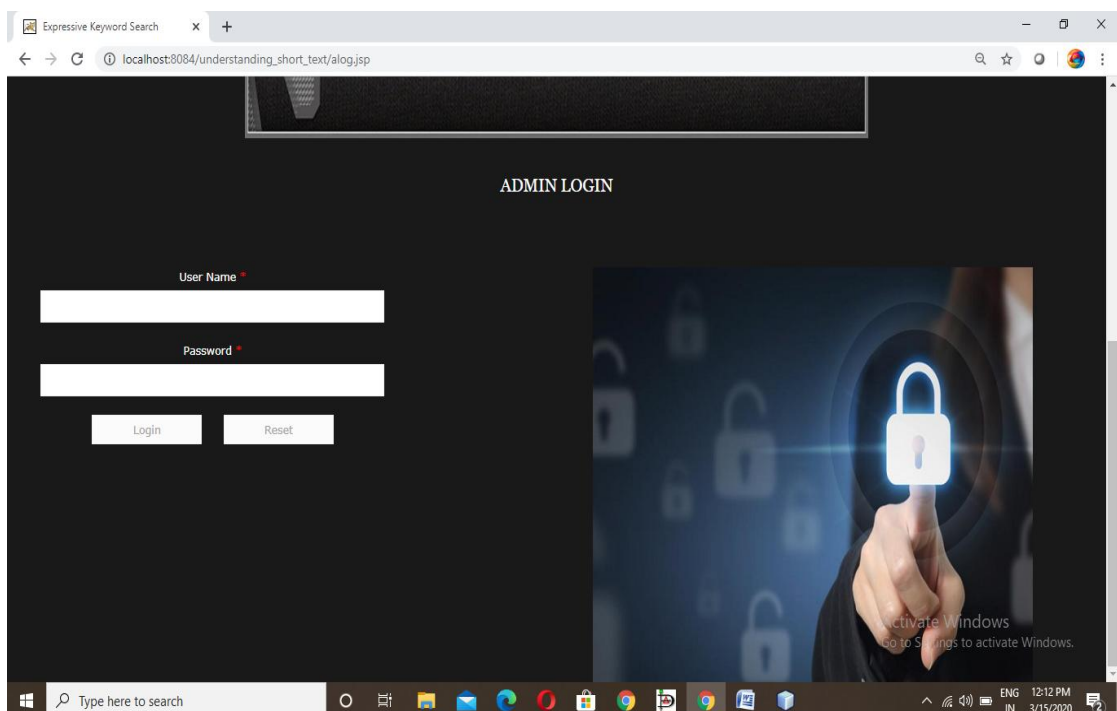 Expressive Keyword Search
localhost:8084/understanding_short_text/alog.jsp
ADMIN LOGIN
User Name *
Password *
Login
Reset
Activate Windows
Go to Settings to activate Windows.
Type here to search
ENG
IN
12:12 PM
3/15/2020